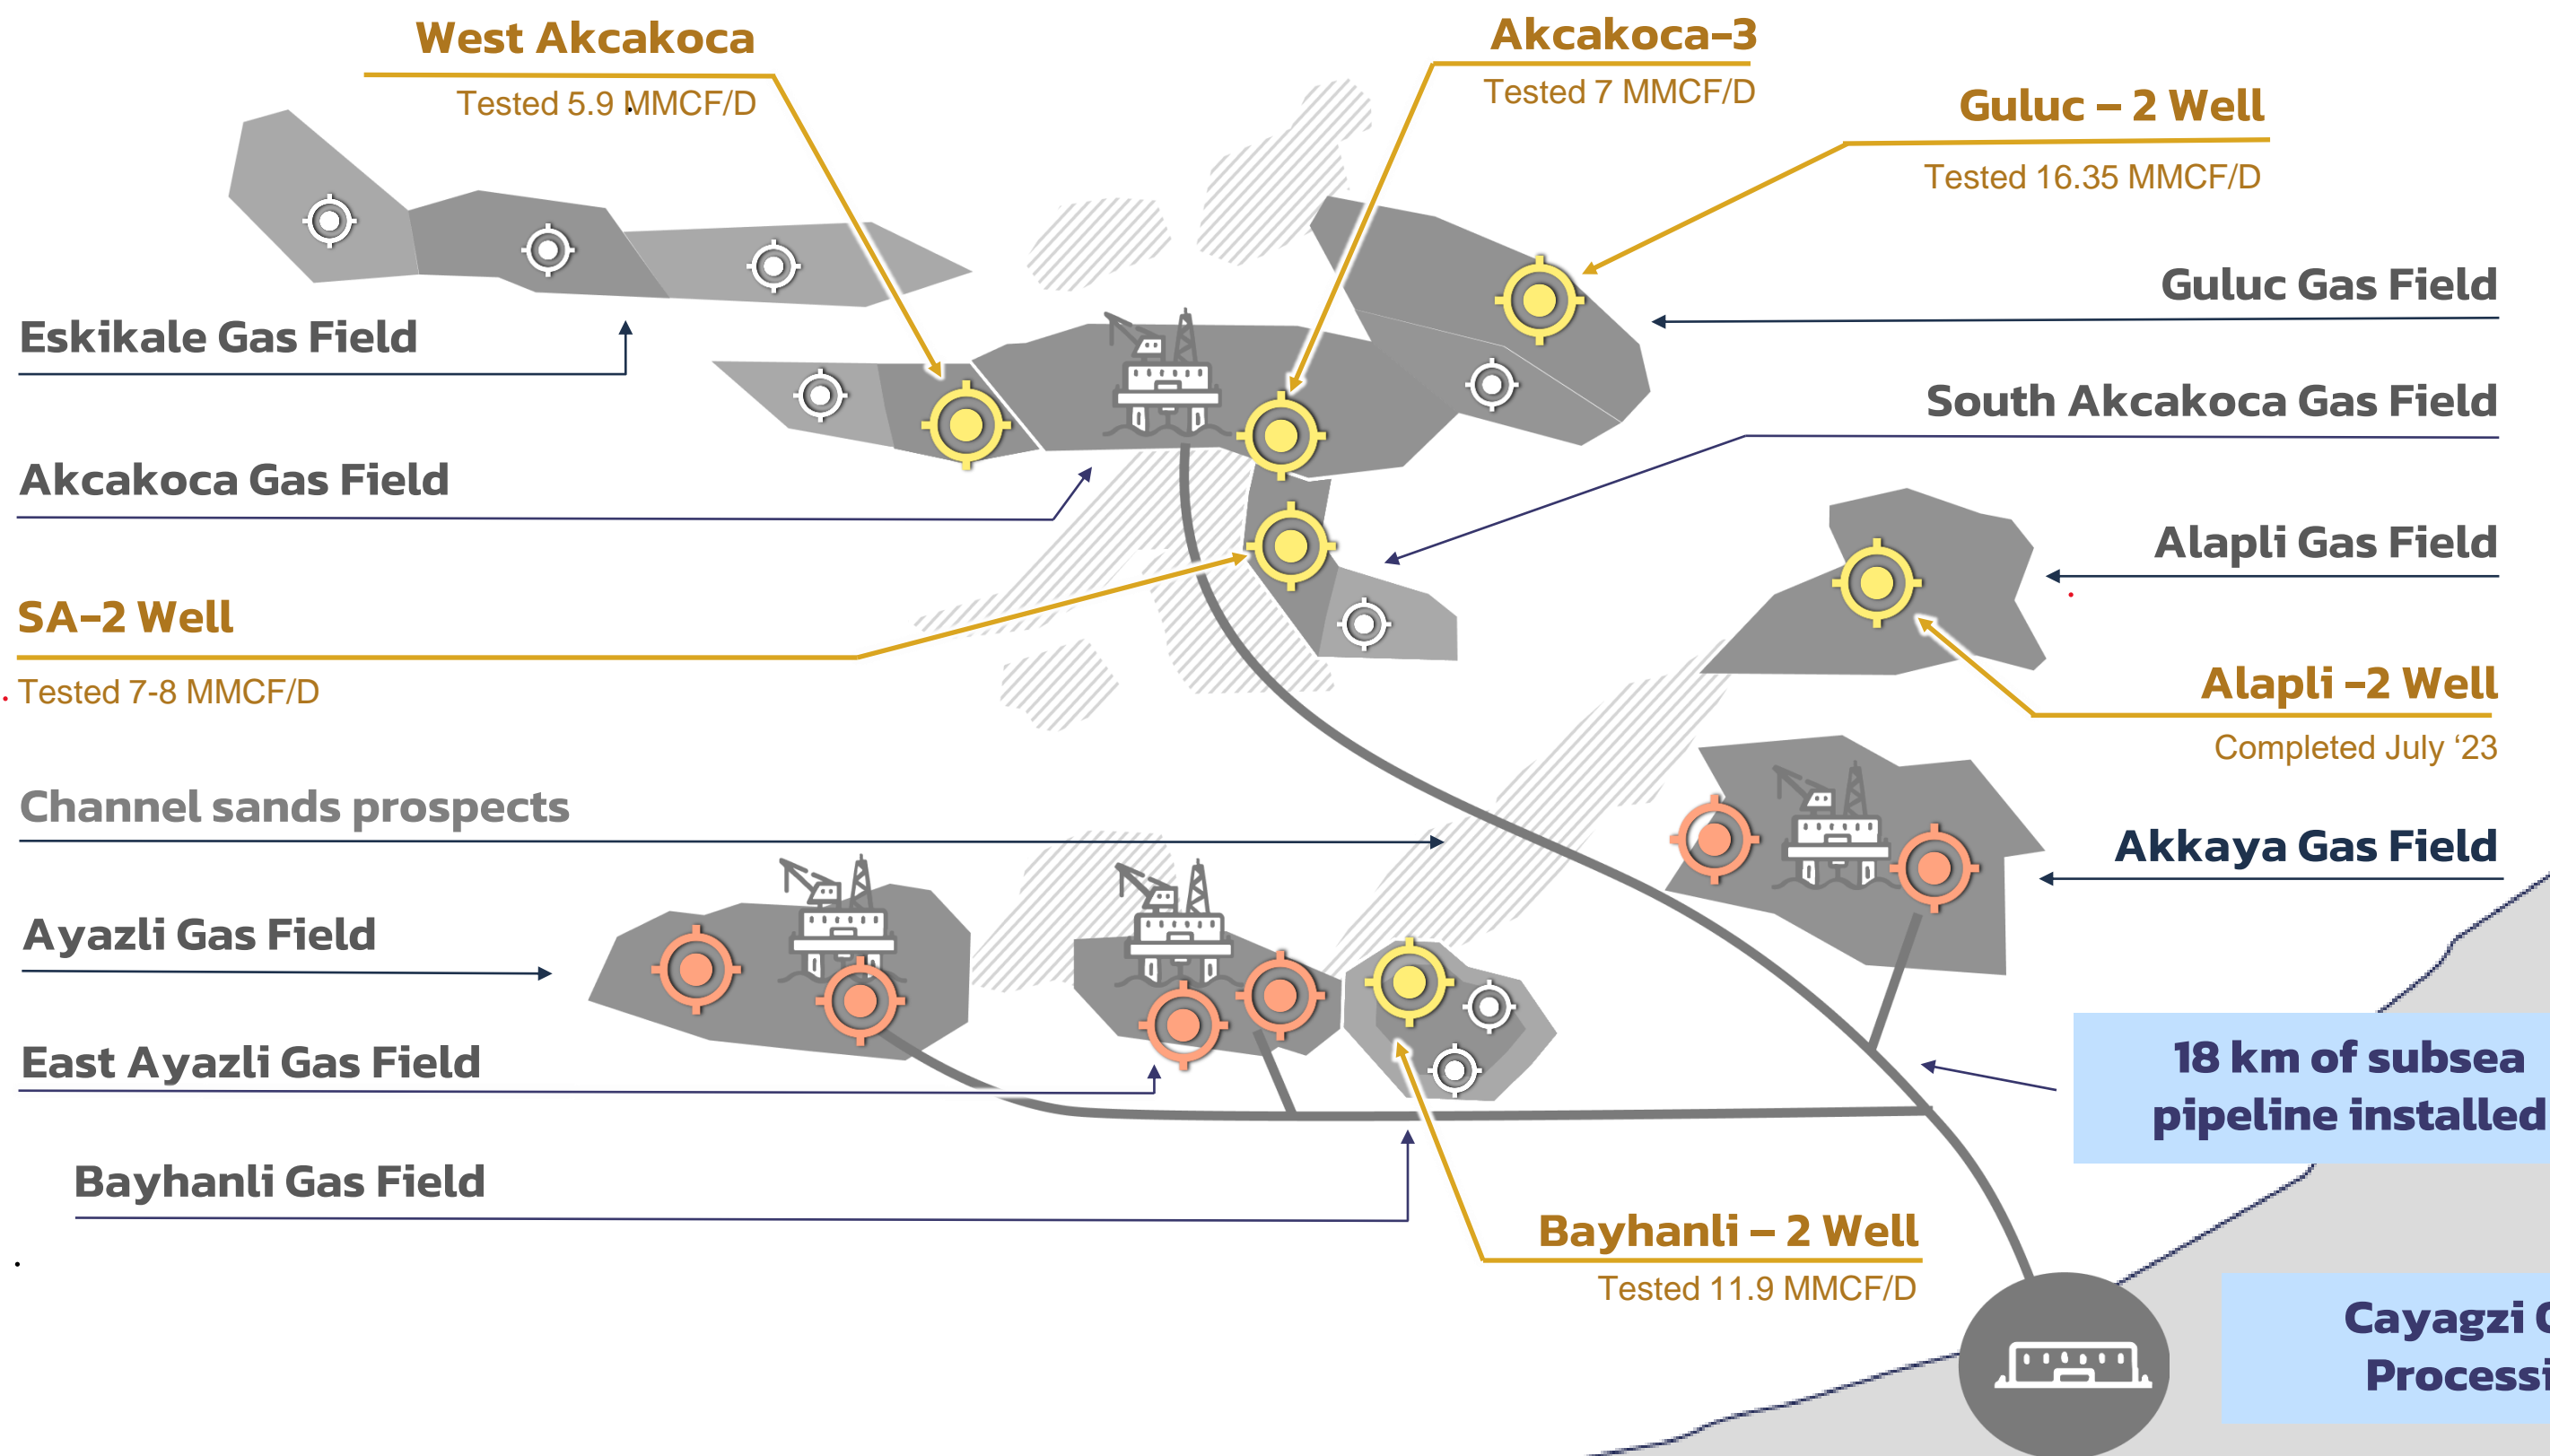 West Akcakoca
Tested 5.9 MMCF/D
Akcakoca-3
Tested 7 MMCF/D
Guluc – 2 Well
Tested 16.35 MMCF/D
Guluc Gas Field
Eskikale Gas Field
South Akcakoca Gas Field
Akcakoca Gas Field
Alapli Gas Field
SA-2 Well
Tested 7-8 MMCF/D
Alapli -2 Well
Completed July ‘23
Channel sands prospects
Akkaya Gas Field
Ayazli Gas Field
East Ayazli Gas Field
18 km of subsea
pipeline installed
Bayhanli Gas Field
Bayhanli – 2 Well
Tested 11.9 MMCF/D
Cayagzi